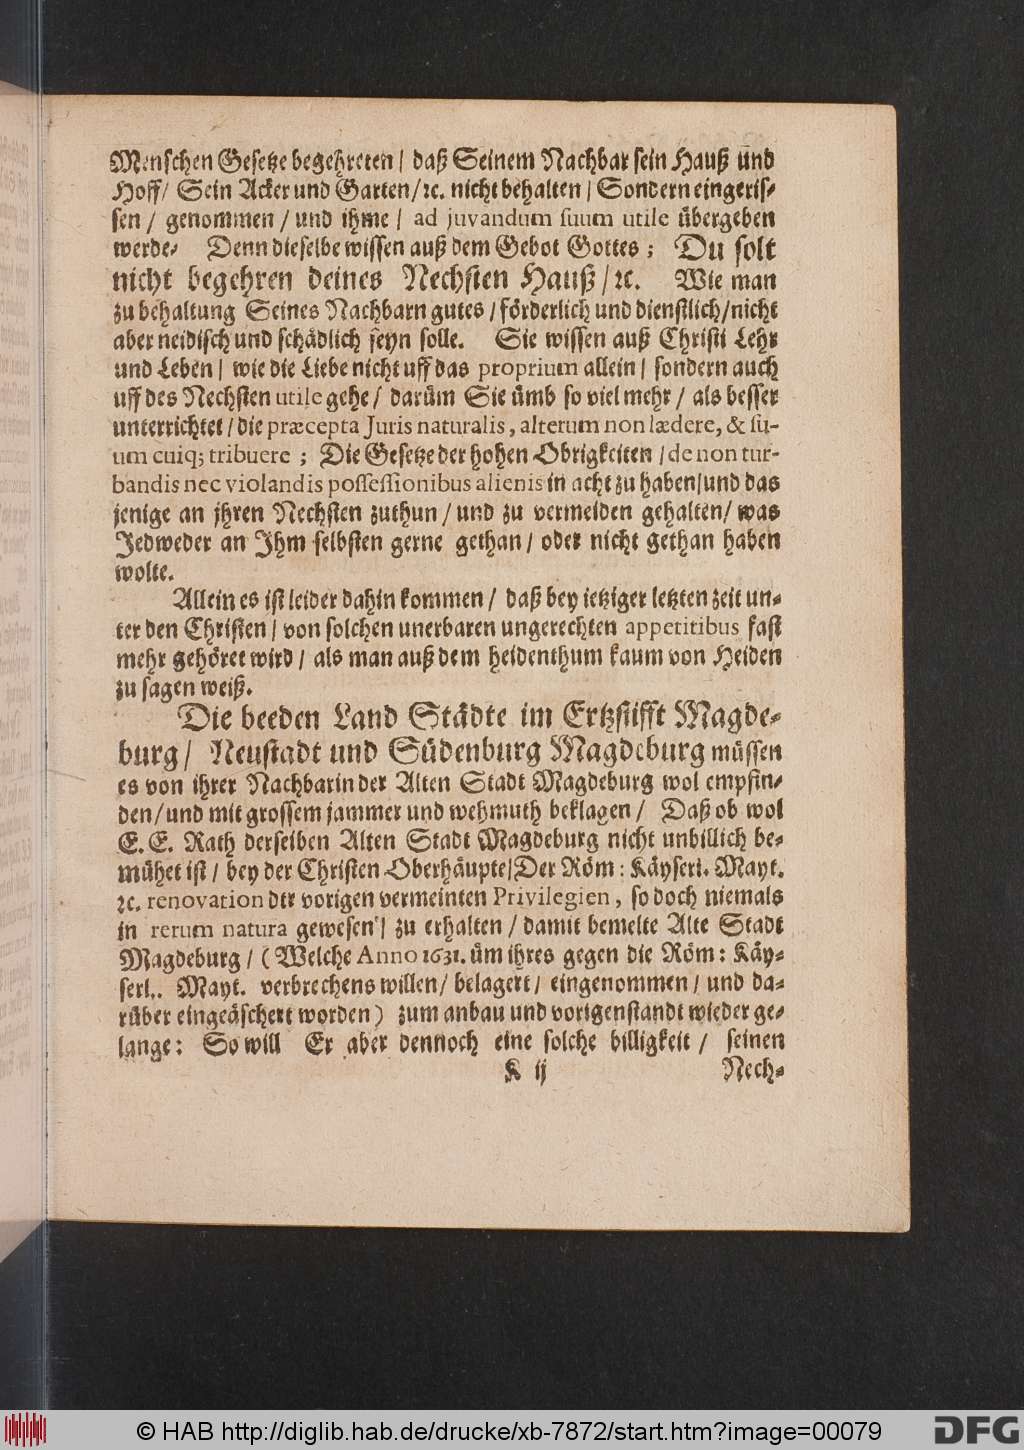 Menschen Gesetze begehreten / daß Seinem Nachbar sein Hauß und
Hoff / Sein Acker und Garten /ꝛc. nicht behalten / Sondern eingeris-
sen / genommen / und ihme / ad juvandum suum utile übergeben
werde. Denn dieselbe wissen auß dem Gebot Gottes ; Du solt
nicht begehren deines Nechsten Hauß /ꝛc. Wie man
zu behaltung Seines Nachbarn gutes / förderlich und dienstlich / nicht
aber neidisch und schädlich seyn solle. Sie wissen auß Christi Lehr
und Leben / wie die Liebe nicht uff das proprium allein / sondern auch
uff des Nechsten utile gehe / darüm Sie ümb so viel mehr / als besser
unterrichtet / die præcepta Juris naturalis, alterum non lædere, & su-
um cuiq; tribuere ; Die Gesetze der hohen Obrigkeiten / de non tur-
bandis nec violandis possessionibus alienis in acht zu haben / und das
jenige an jhren Nechsten zuthun / und zu vermeiden gehalten / was
Jedweder an Jhm selbsten gerne gethan / oder nicht gethan haben
wolte.
Allein es ist leider dahin kommen / daß bey ietziger letzten zeit un-
ter den Christen / von solchen unerbaren ungerechten appetitibus fast
mehr gehöret wird / als man auß dem heidenthum kaum von Heiden
zu sagen weiß.
Die beeden Land Städte im Ertzstifft Magde-
burg / Neustadt und Südenburg Magdeburg müssen
es von ihrer Nachbarin der Alten Stadt Magdeburg wol empfin-
den / und mit grossem jammer und wehmuth beklagen / Daß ob wol
E. E. Rath derselben Alten Stadt Magdeburg nicht unbillich be-
mühet ist / bey der Christen Oberhäupte / Der Röm: Käyserl. Mayt.
ꝛc. renovation der vorigen vermeinten Privilegien, so doch niemals
in rerum natura gewesen / zu erhalten / damit bemelte Alte Stadt
Magdeburg / ( Welche Anno 1631. üm ihres gegen die Röm: Käy-
serl.. Mayt. verbrechens willen / belagert / eingenommen / und da-
rüber eingeäschert worden ) zum anbau und vorigenstandt wieder ge-
lange: So will Er aber dennoch eine solche billigkeit / seinen
K ij Nech-
© HAB http://diglib.hab.de/drucke/xb-7872/start.htm?image=00079
DFG